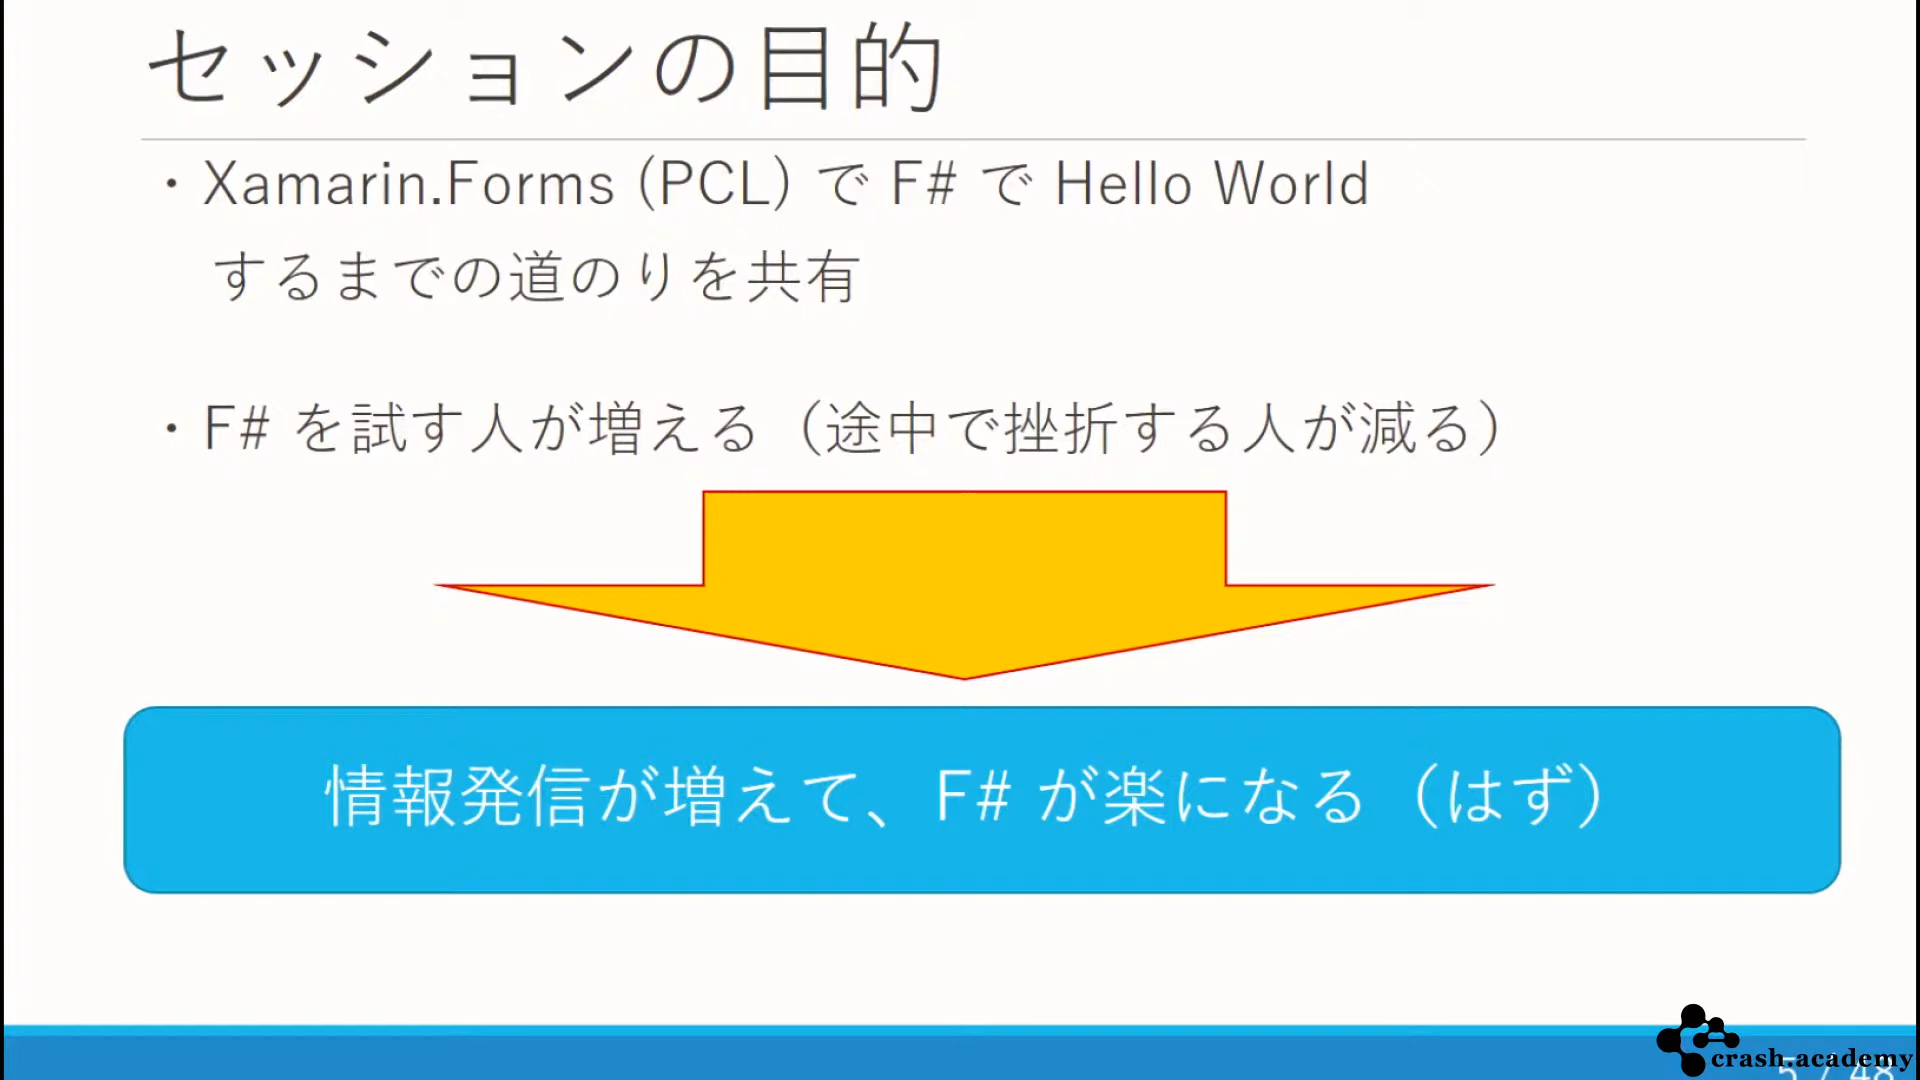 セッションの目的
・Xamarin.Forms (PCL) で F# で Hello World
するまでの道のりを共有
・F# を試す人が増える（途中で挫折する人が減る）
情報発信が増えて、F# が楽になる（はず）
crash.academy
5 / 48